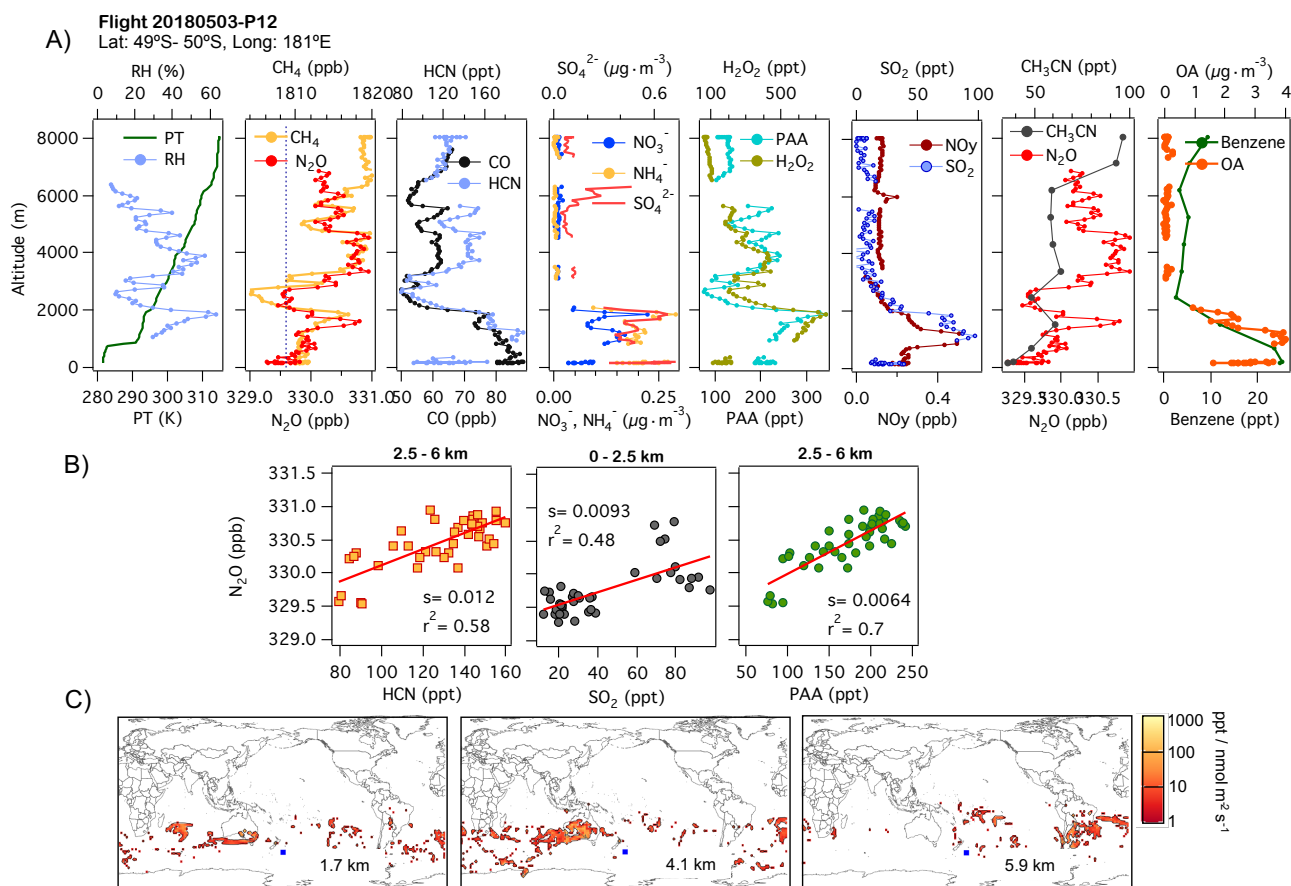 Flight 20180503-P12
A)
Lat: 49ºS- 50ºS, Long: 181ºE
RH (%)
CH4 (ppb)
HCN (ppt)
SO4 2- (µg · m-3)
H2O2 (ppt)
SO2 (ppt)
CH3CN (ppt)
OA (µg · m-3)
0 20 40 60
1810 1820
80 120 160
0.0 0.6
100 500
0 50 100
50 100
0 1 2 3 4
8000
6000
4000
2000
0
Altitude (m)
PT
RH
CH4
N2O
CO
HCN
NO3-
NH4-
SO4 2-
PAA
H2O2
NOy
SO2
CH3CN
N2O
Benzene
OA
280 290 300 310
329.0 330.0 331.0
50 60 70 80
0.00 0.25
100 200 300
0.0 0.4
329.5 330.0 330.5
0 10 20
PT (K)
N2O (ppb)
CO (ppb)
NO3-, NH4- (µg · m-3)
PAA (ppt)
NOy (ppb)
N2O (ppb)
Benzene (ppt)
B)
2.5 - 6 km
0 - 2.5 km
2.5 - 6 km
331.5
331.0
330.5
330.0
329.5
329.0
N2O (ppb)
s= 0.012
r2 = 0.58
s= 0.0093
r2 = 0.48
s= 0.0064
r2 = 0.7
80 100 120 140 160
20 40 60 80
50 100 150 200 250
HCN (ppt)
SO2 (ppt)
PAA (ppt)
C)
1.7 km
4.1 km
5.9 km
1000
100
10
1
ppt / nmol m-2 s-1